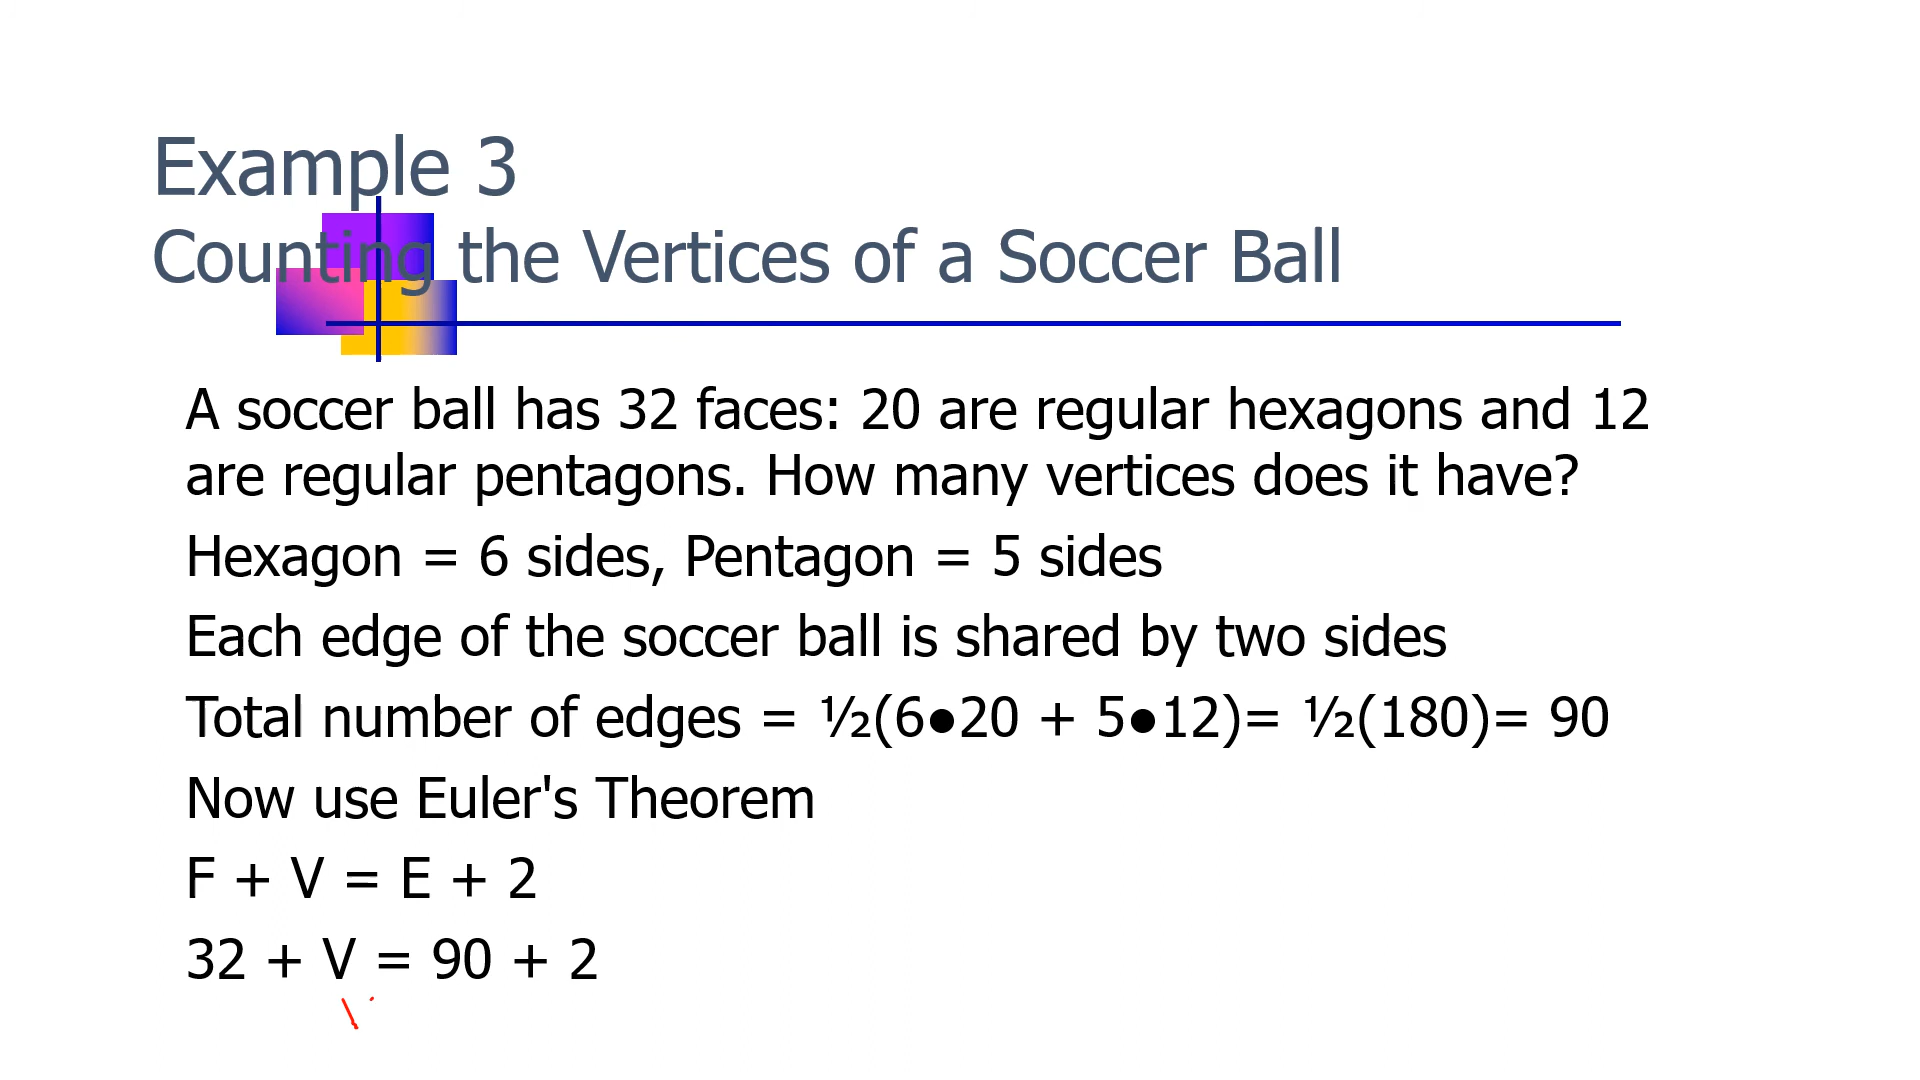 Example 3
Counting the Vertices of a Soccer Ball
A soccer ball has 32 faces: 20 are regular hexagons and 12
are regular pentagons. How many vertices does it have?
Hexagon = 6 sides, Pentagon = 5 sides
Each edge of the soccer ball is shared by two sides
Total number of edges = ½(6●20 + 5●12)= ½(180)= 90
Now use Euler's Theorem
F + V = E + 2
32 + V = 90 + 2